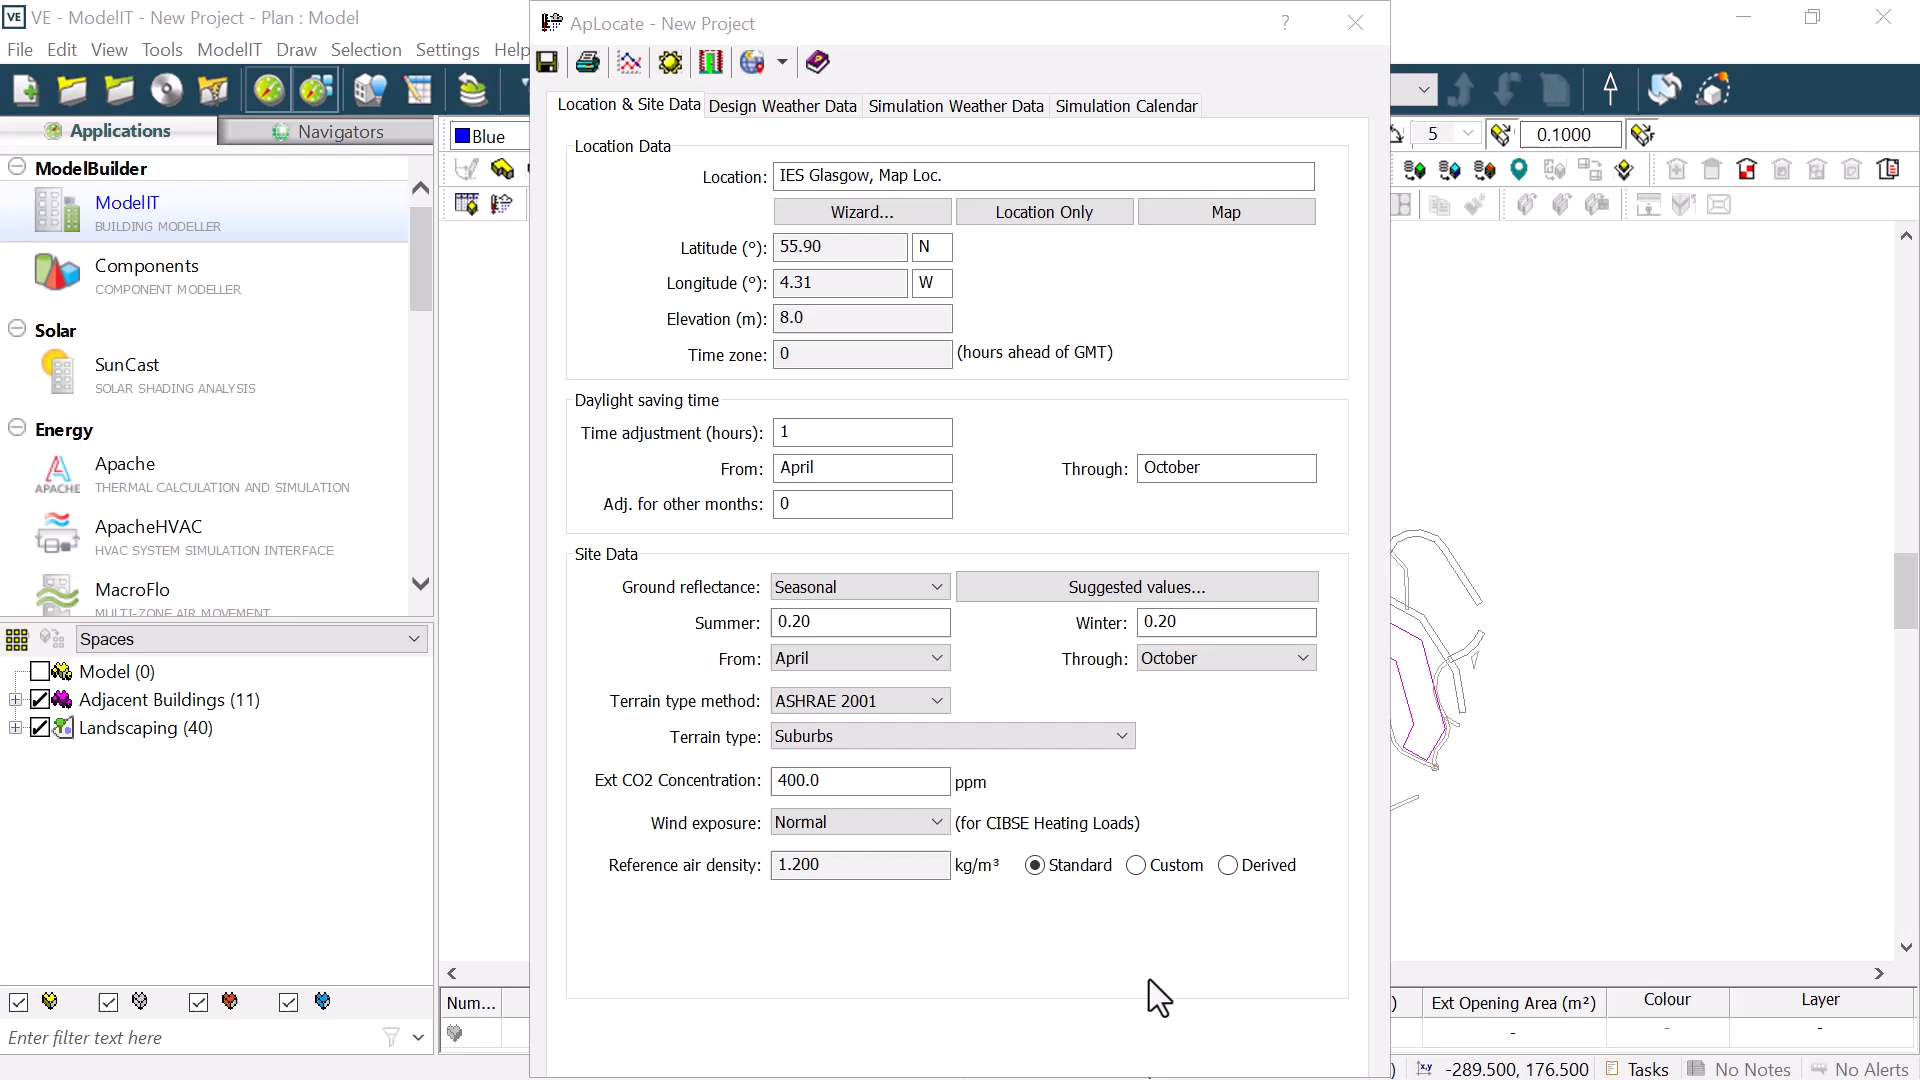 VE - ModelIT - New Project - Plan : Model
File Edit View Tools ModelIT Draw Selection Settings Help
Applications
Navigators
ModelBuilder
ModelIT
BUILDING MODELLER
Components
COMPONENT MODELLER
Solar
SunCast
SOLAR SHADING ANALYSIS
Energy
APACHE
Apache
THERMAL CALCULATION AND SIMULATION
ApacheHVAC
HVAC SYSTEM SIMULATION INTERFACE
MacroFlo
MULTI-ZONE AIR MOVEMENT
Spaces
Model (0)
Adjacent Buildings (11)
Landscaping (40)
Enter filter text here
Blue
ApLocate - New Project
?
Location & Site Data
Design Weather Data
Simulation Weather Data
Simulation Calendar
Location Data
Location: IES Glasgow, Map Loc.
Wizard... Location Only Map
Latitude (°): 55.90 N
Longitude (°): 4.31 W
Elevation (m): 8.0
Time zone: 0 (hours ahead of GMT)
Daylight saving time
Time adjustment (hours): 1
From: April Through: October
Adj. for other months: 0
Site Data
Ground reflectance: Seasonal Suggested values...
Summer: 0.20 Winter: 0.20
From: April Through: October
Terrain type method: ASHRAE 2001
Terrain type: Suburbs
Ext CO2 Concentration: 400.0 ppm
Wind exposure: Normal (for CIBSE Heating Loads)
Reference air density: 1.200 kg/m³ Standard Custom Derived
5 0.1000
Num...
) Ext Opening Area (m²) Colour Layer
- - -
) x,y -289.500, 176.500 Tasks No Notes No Alerts